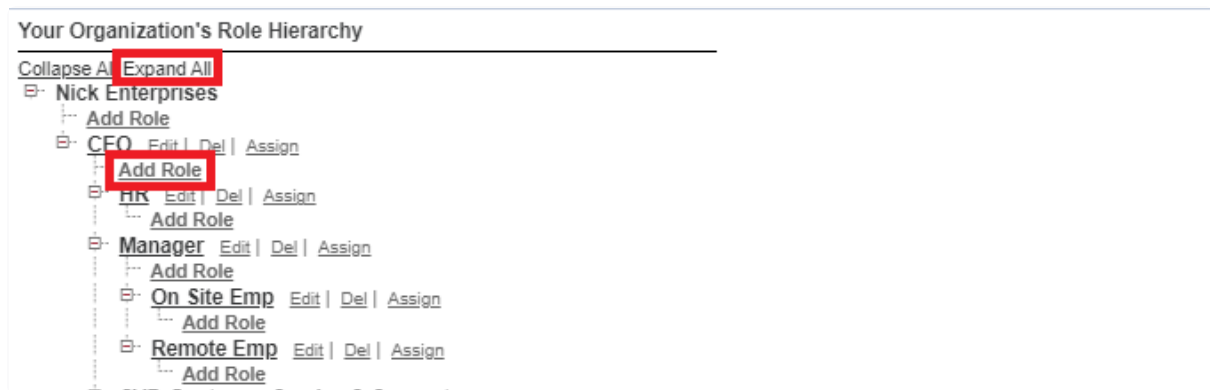 Your Organization's Role Hierarchy
Collapse Al Expand All
Nick Enterprises
Add Role
CEO Edit | Del | Assign
Add Role
HR Edit | Del | Assign
Add Role
Manager Edit | Del | Assign
Add Role
On Site Emp Edit | Del | Assign
Add Role
Remote Emp Edit | Del | Assign
Add Role